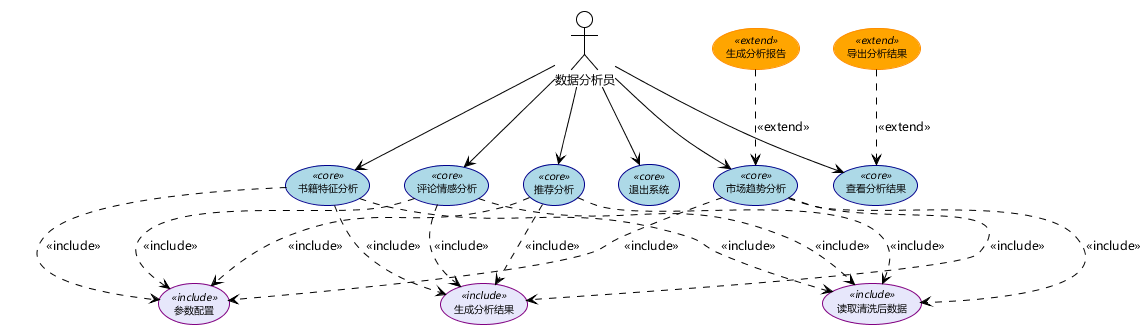 «extend»
生成分析报告
«extend»
导出分析结果
数据分析员
«extend»
«extend»
«core»
书籍特征分析
«core»
评论情感分析
«core»
推荐分析
«core»
退出系统
«core»
市场趋势分析
«core»
查看分析结果
«include»
«include»
«include»
«include»
«include»
«include»
«include»
«include»
«include»
«include»
«include»
«include»
«include»
参数配置
«include»
生成分析结果
«include»
读取清洗后数据